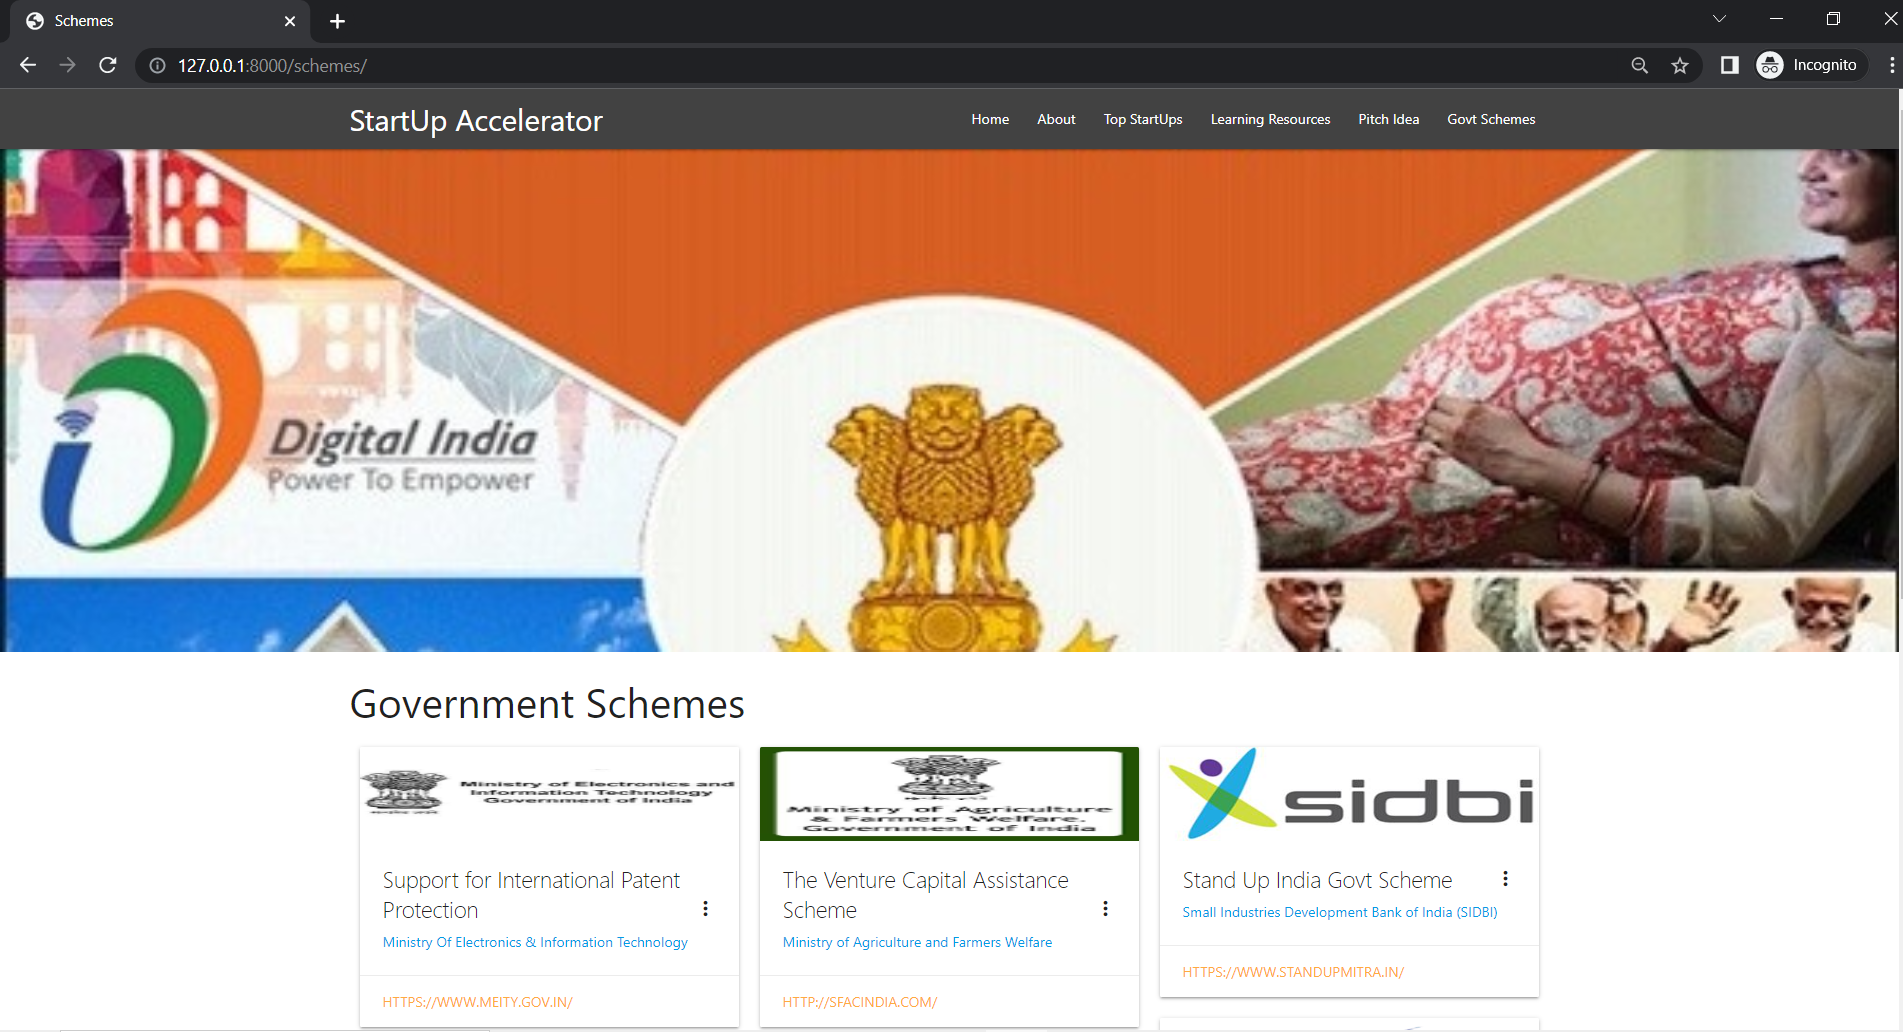 Schemes
127.0.0.1:8000/schemes/
Incognito
StartUp Accelerator
Home About Top StartUps Learning Resources Pitch Idea Govt Schemes
Digital India
Power To Empower
Government Schemes
Ministry of Electronics and
Information Technology
Government of India
Ministry of Agriculture
& Farmers Welfare,
Government of India
sidbi
Support for International Patent
Protection
Ministry Of Electronics & Information Technology
HTTPS://WWW.MEITY.GOV.IN/
The Venture Capital Assistance
Scheme
Ministry of Agriculture and Farmers Welfare
HTTP://SFACINDIA.COM/
Stand Up India Govt Scheme
Small Industries Development Bank of India (SIDBI)
HTTPS://WWW.STANDUPMITRA.IN/